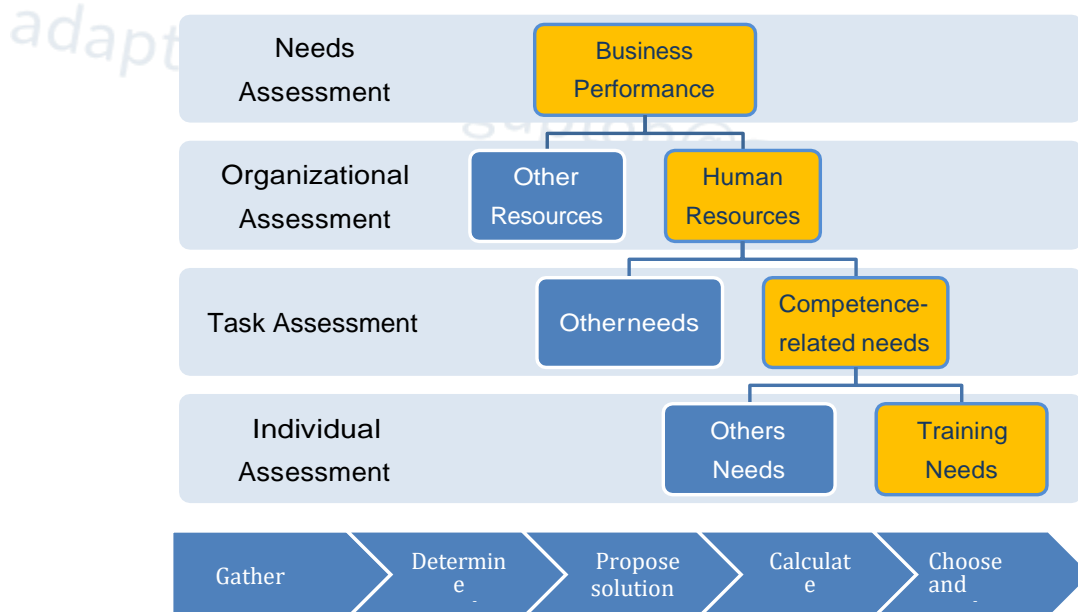 adapt
Needs
Assessment
Business
Performance
Organizational
Assessment
Other
Resources
Human
Resources
Task Assessment
Otherneeds
Competence-
related needs
Individual
Assessment
Others
Needs
Training
Needs
Gather
Determin
e
Propose
solution
Calculat
e
Choose
and